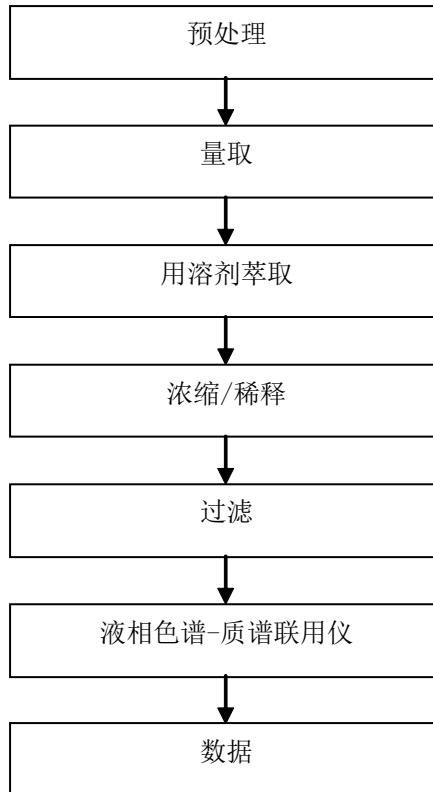 预处理
量取
用溶剂萃取
浓缩/稀释
过滤
液相色谱-质谱联用仪
数据